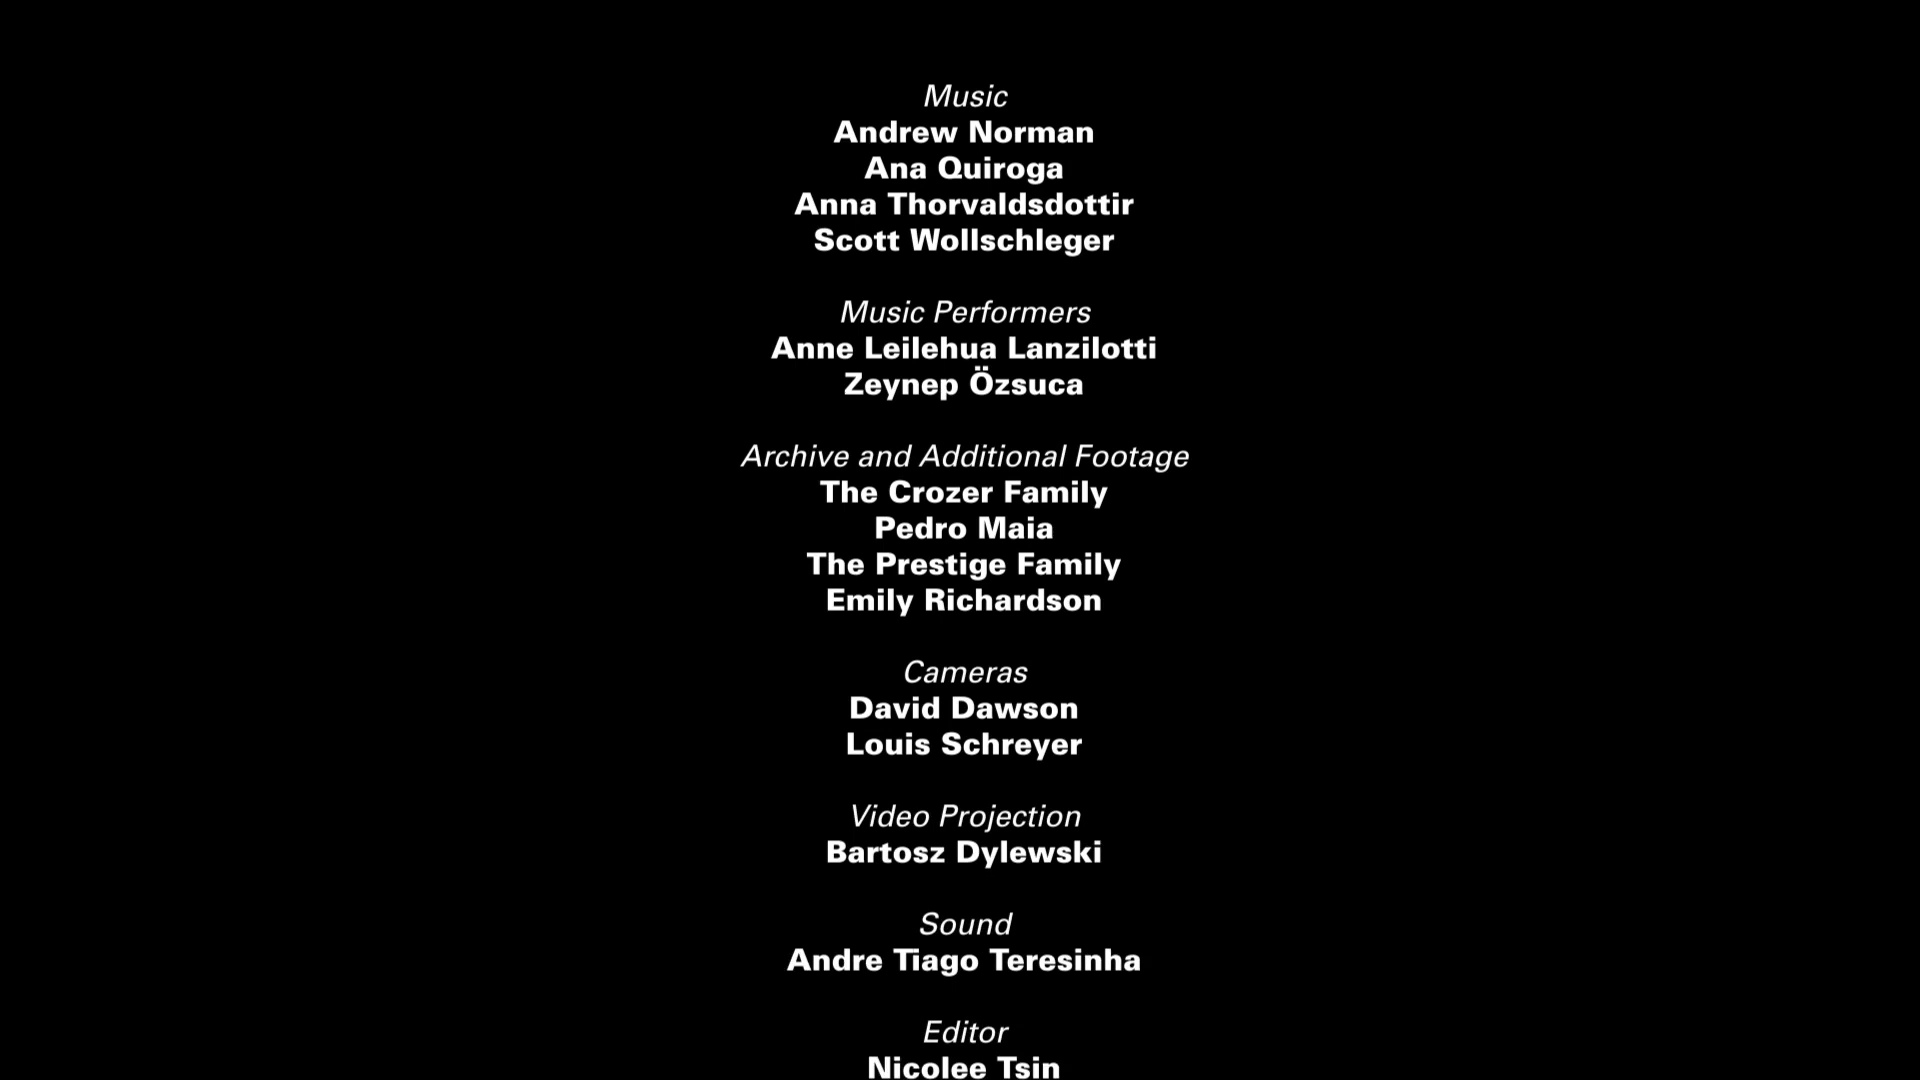 Music
Andrew Norman
Ana Quiroga
Anna Thorvaldsdottir
Scott Wollschleger
Music Performers
Anne Leilehua Lanzilotti
Zeynep Özsuca
Archive and Additional Footage
The Crozer Family
Pedro Maia
The Prestige Family
Emily Richardson
Cameras
David Dawson
Louis Schreyer
Video Projection
Bartosz Dylewski
Sound
Andre Tiago Teresinha
Editor
Nicolee Tsin